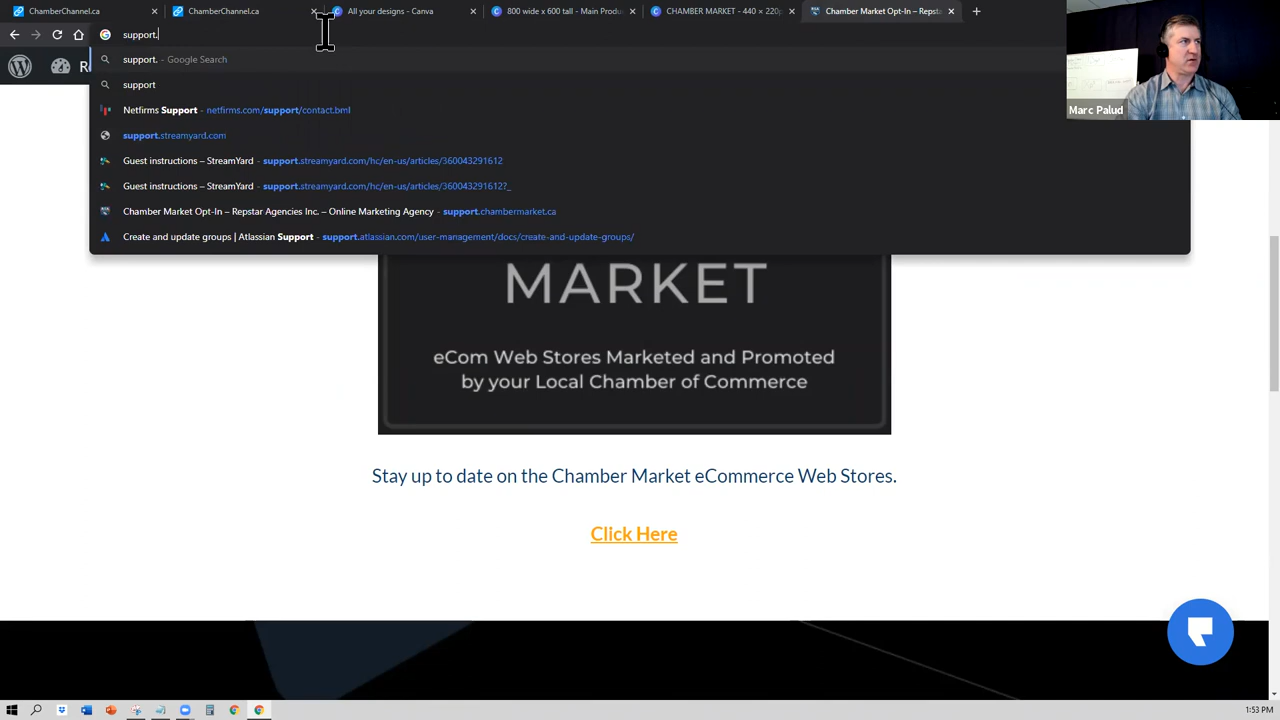 ChamberChannel.ca
ChamberChannel.ca
All your designs - Canva
800 wide x 600 tall - Main Produ
CHAMBER MARKET - 440 × 220p
Chamber Market Opt-In – Repst
support.
support. - Google Search
R
support
Netfirms Support - netfirms.com/support/contact.bml
support.streamyard.com
Guest instructions – StreamYard - support.streamyard.com/hc/en-us/articles/360043291612
Guest instructions – StreamYard - support.streamyard.com/hc/en-us/articles/360043291612?_
Chamber Market Opt-In – Repstar Agencies Inc. – Online Marketing Agency - support.chambermarket.ca
Create and update groups | Atlassian Support - support.atlassian.com/user-management/docs/create-and-update-groups/
Marc Palud
MARKET
eCom Web Stores Marketed and Promoted
by your Local Chamber of Commerce
Stay up to date on the Chamber Market eCommerce Web Stores.
Click Here
1:53 PM